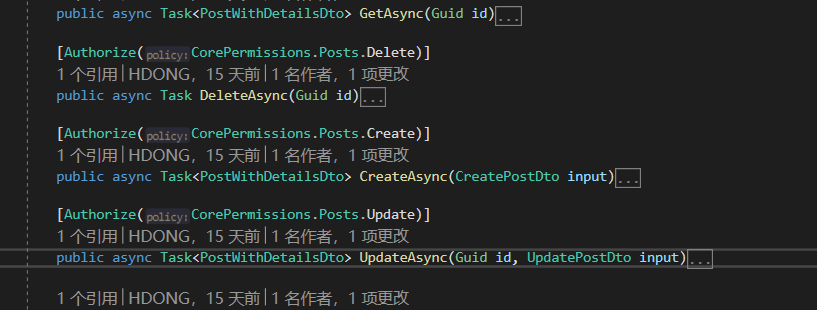 public async Task<PostWithDetailsDto> GetAsync(Guid id)...
[Authorize(policy:CorePermissions.Posts.Delete)]
1 个引用|HDONG，15 天前|1 名作者，1 项更改
public async Task DeleteAsync(Guid id)...
[Authorize(policy:CorePermissions.Posts.Create)]
1 个引用|HDONG，15 天前|1 名作者，1 项更改
public async Task<PostWithDetailsDto> CreateAsync(CreatePostDto input)...
[Authorize(policy:CorePermissions.Posts.Update)]
1 个引用|HDONG，15 天前|1 名作者，1 项更改
public async Task<PostWithDetailsDto> UpdateAsync(Guid id, UpdatePostDto input)...
1 个引用|HDONG，15 天前|1 名作者，1 项更改